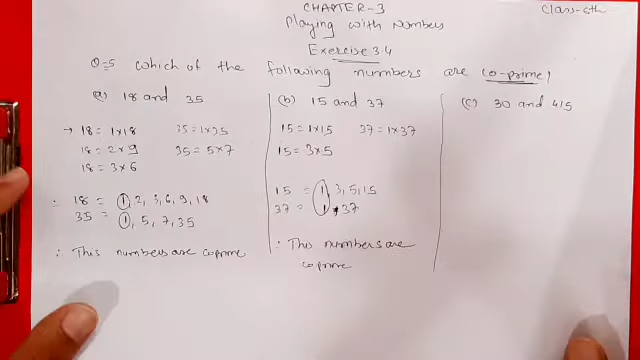 CHAPTER-3
Class-6th
Playing with Numbers
Exercise 3.4
Q=5 which of the following numbers are co-prime?
(a) 18 and 35
→ 18 = 1×18 35 = 1×35
18 = 2×9 35 = 5×7
18 = 3×6
∴ 18 = 1, 2, 3, 6, 9, 18
35 = 1, 5, 7, 35
∴ This numbers are coprime
(b) 15 and 37
15 = 1×15 37 = 1×37
15 = 3×5
15 = 1, 3, 5, 15
37 = 1, 37
∴ This numbers are
coprime
(c) 30 and 415